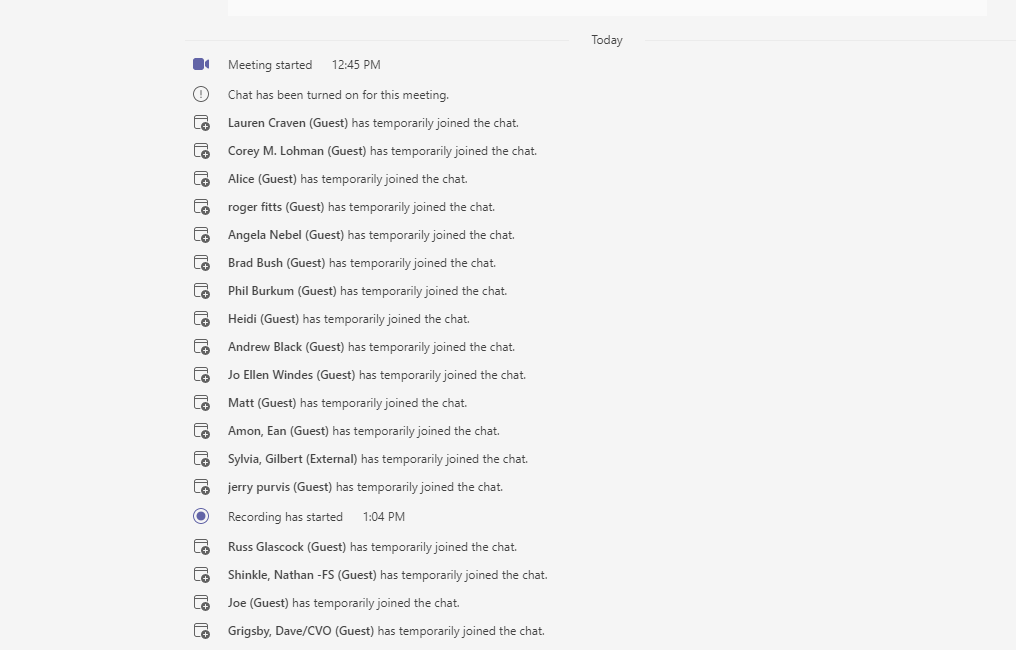 Today
Meeting started 12:45 PM
Chat has been turned on for this meeting.
Lauren Craven (Guest) has temporarily joined the chat.
Corey M. Lohman (Guest) has temporarily joined the chat.
Alice (Guest) has temporarily joined the chat.
roger fitts (Guest) has temporarily joined the chat.
Angela Nebel (Guest) has temporarily joined the chat.
Brad Bush (Guest) has temporarily joined the chat.
Phil Burkum (Guest) has temporarily joined the chat.
Heidi (Guest) has temporarily joined the chat.
Andrew Black (Guest) has temporarily joined the chat.
Jo Ellen Windes (Guest) has temporarily joined the chat.
Matt (Guest) has temporarily joined the chat.
Amon, Ean (Guest) has temporarily joined the chat.
Sylvia, Gilbert (External) has temporarily joined the chat.
jerry purvis (Guest) has temporarily joined the chat.
Recording has started 1:04 PM
Russ Glascock (Guest) has temporarily joined the chat.
Shinkle, Nathan -FS (Guest) has temporarily joined the chat.
Joe (Guest) has temporarily joined the chat.
Grigsby, Dave/CVO (Guest) has temporarily joined the chat.